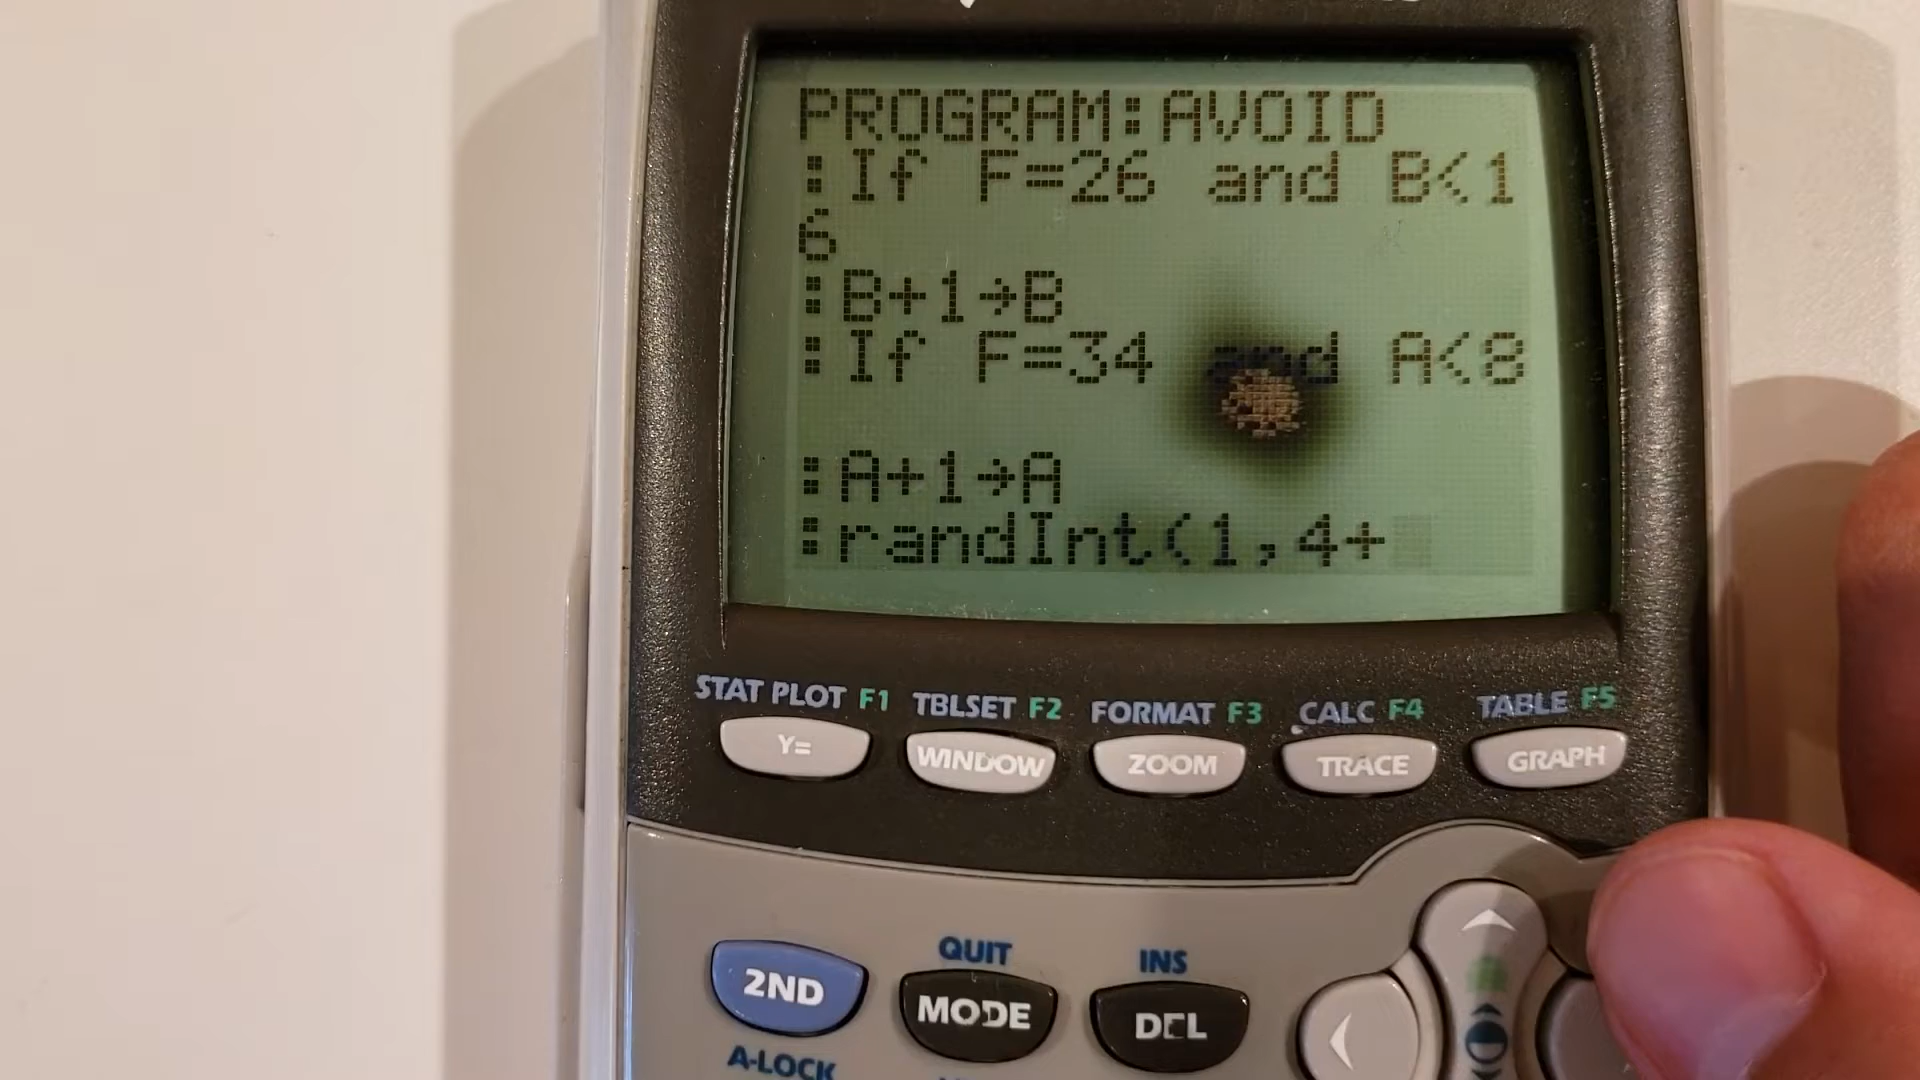 PROGRAM:AVOID
:If F=26 and B<1
6
:B+1→B
:If F=34 and A<8
:A+1→A
:randInt(1,4+
STAT PLOT F1 TBLSET F2 FORMAT F3 CALC F4 TABLE F5
Y= WINDOW ZOOM TRACE GRAPH
QUIT INS
2ND MODE DEL
A-LOCK